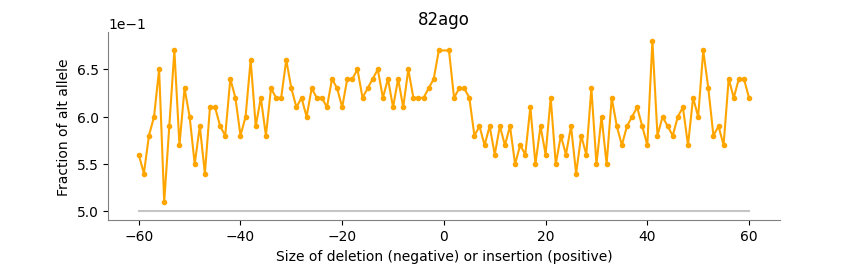 82ago
1e−1
Fraction of alt allele
6.5
6.0
5.5
5.0
−60 −40 −20 0 20 40 60
Size of deletion (negative) or insertion (positive)